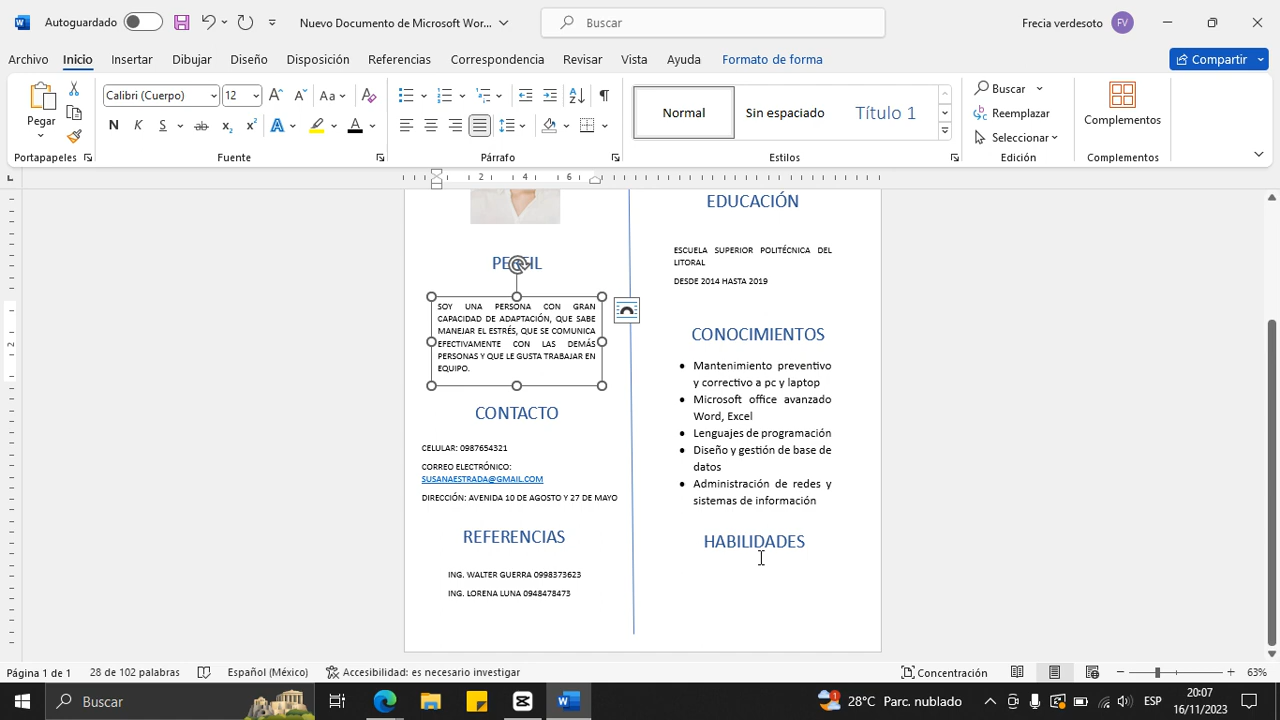 Autoguardado
Nuevo Documento de Microsoft Wor...
Buscar
Frecia verdesoto
FV
Archivo
Inicio
Insertar
Dibujar
Diseño
Disposición
Referencias
Correspondencia
Revisar
Vista
Ayuda
Formato de forma
Compartir
Pegar
Portapapeles
Calibri (Cuerpo)
12
Aa
N K S ab x₂ x² A A
Fuente
Párrafo
Normal
Sin espaciado
Título 1
Estilos
Buscar
Reemplazar
Seleccionar
Edición
Complementos
Complementos
2 4 6
2
PERFIL
SOY UNA PERSONA CON GRAN
CAPACIDAD DE ADAPTACIÓN, QUE SABE
MANEJAR EL ESTRÉS, QUE SE COMUNICA
EFECTIVAMENTE CON LAS DEMÁS
PERSONAS Y QUE LE GUSTA TRABAJAR EN
EQUIPO.
CONTACTO
CELULAR: 0987654321
CORREO ELECTRÓNICO:
SUSANAESTRADA@GMAIL.COM
DIRECCIÓN: AVENIDA 10 DE AGOSTO Y 27 DE MAYO
REFERENCIAS
ING. WALTER GUERRA 0998373623
ING. LORENA LUNA 0948478473
EDUCACIÓN
ESCUELA SUPERIOR POLITÉCNICA DEL
LITORAL
DESDE 2014 HASTA 2019
CONOCIMIENTOS
• Mantenimiento preventivo
y correctivo a pc y laptop
• Microsoft office avanzado
Word, Excel
• Lenguajes de programación
• Diseño y gestión de base de
datos
• Administración de redes y
sistemas de información
HABILIDADES
Página 1 de 1
28 de 102 palabras
Español (México)
Accesibilidad: es necesario investigar
Concentración
63%
Buscar
28°C Parc. nublado
ESP
20:07
16/11/2023